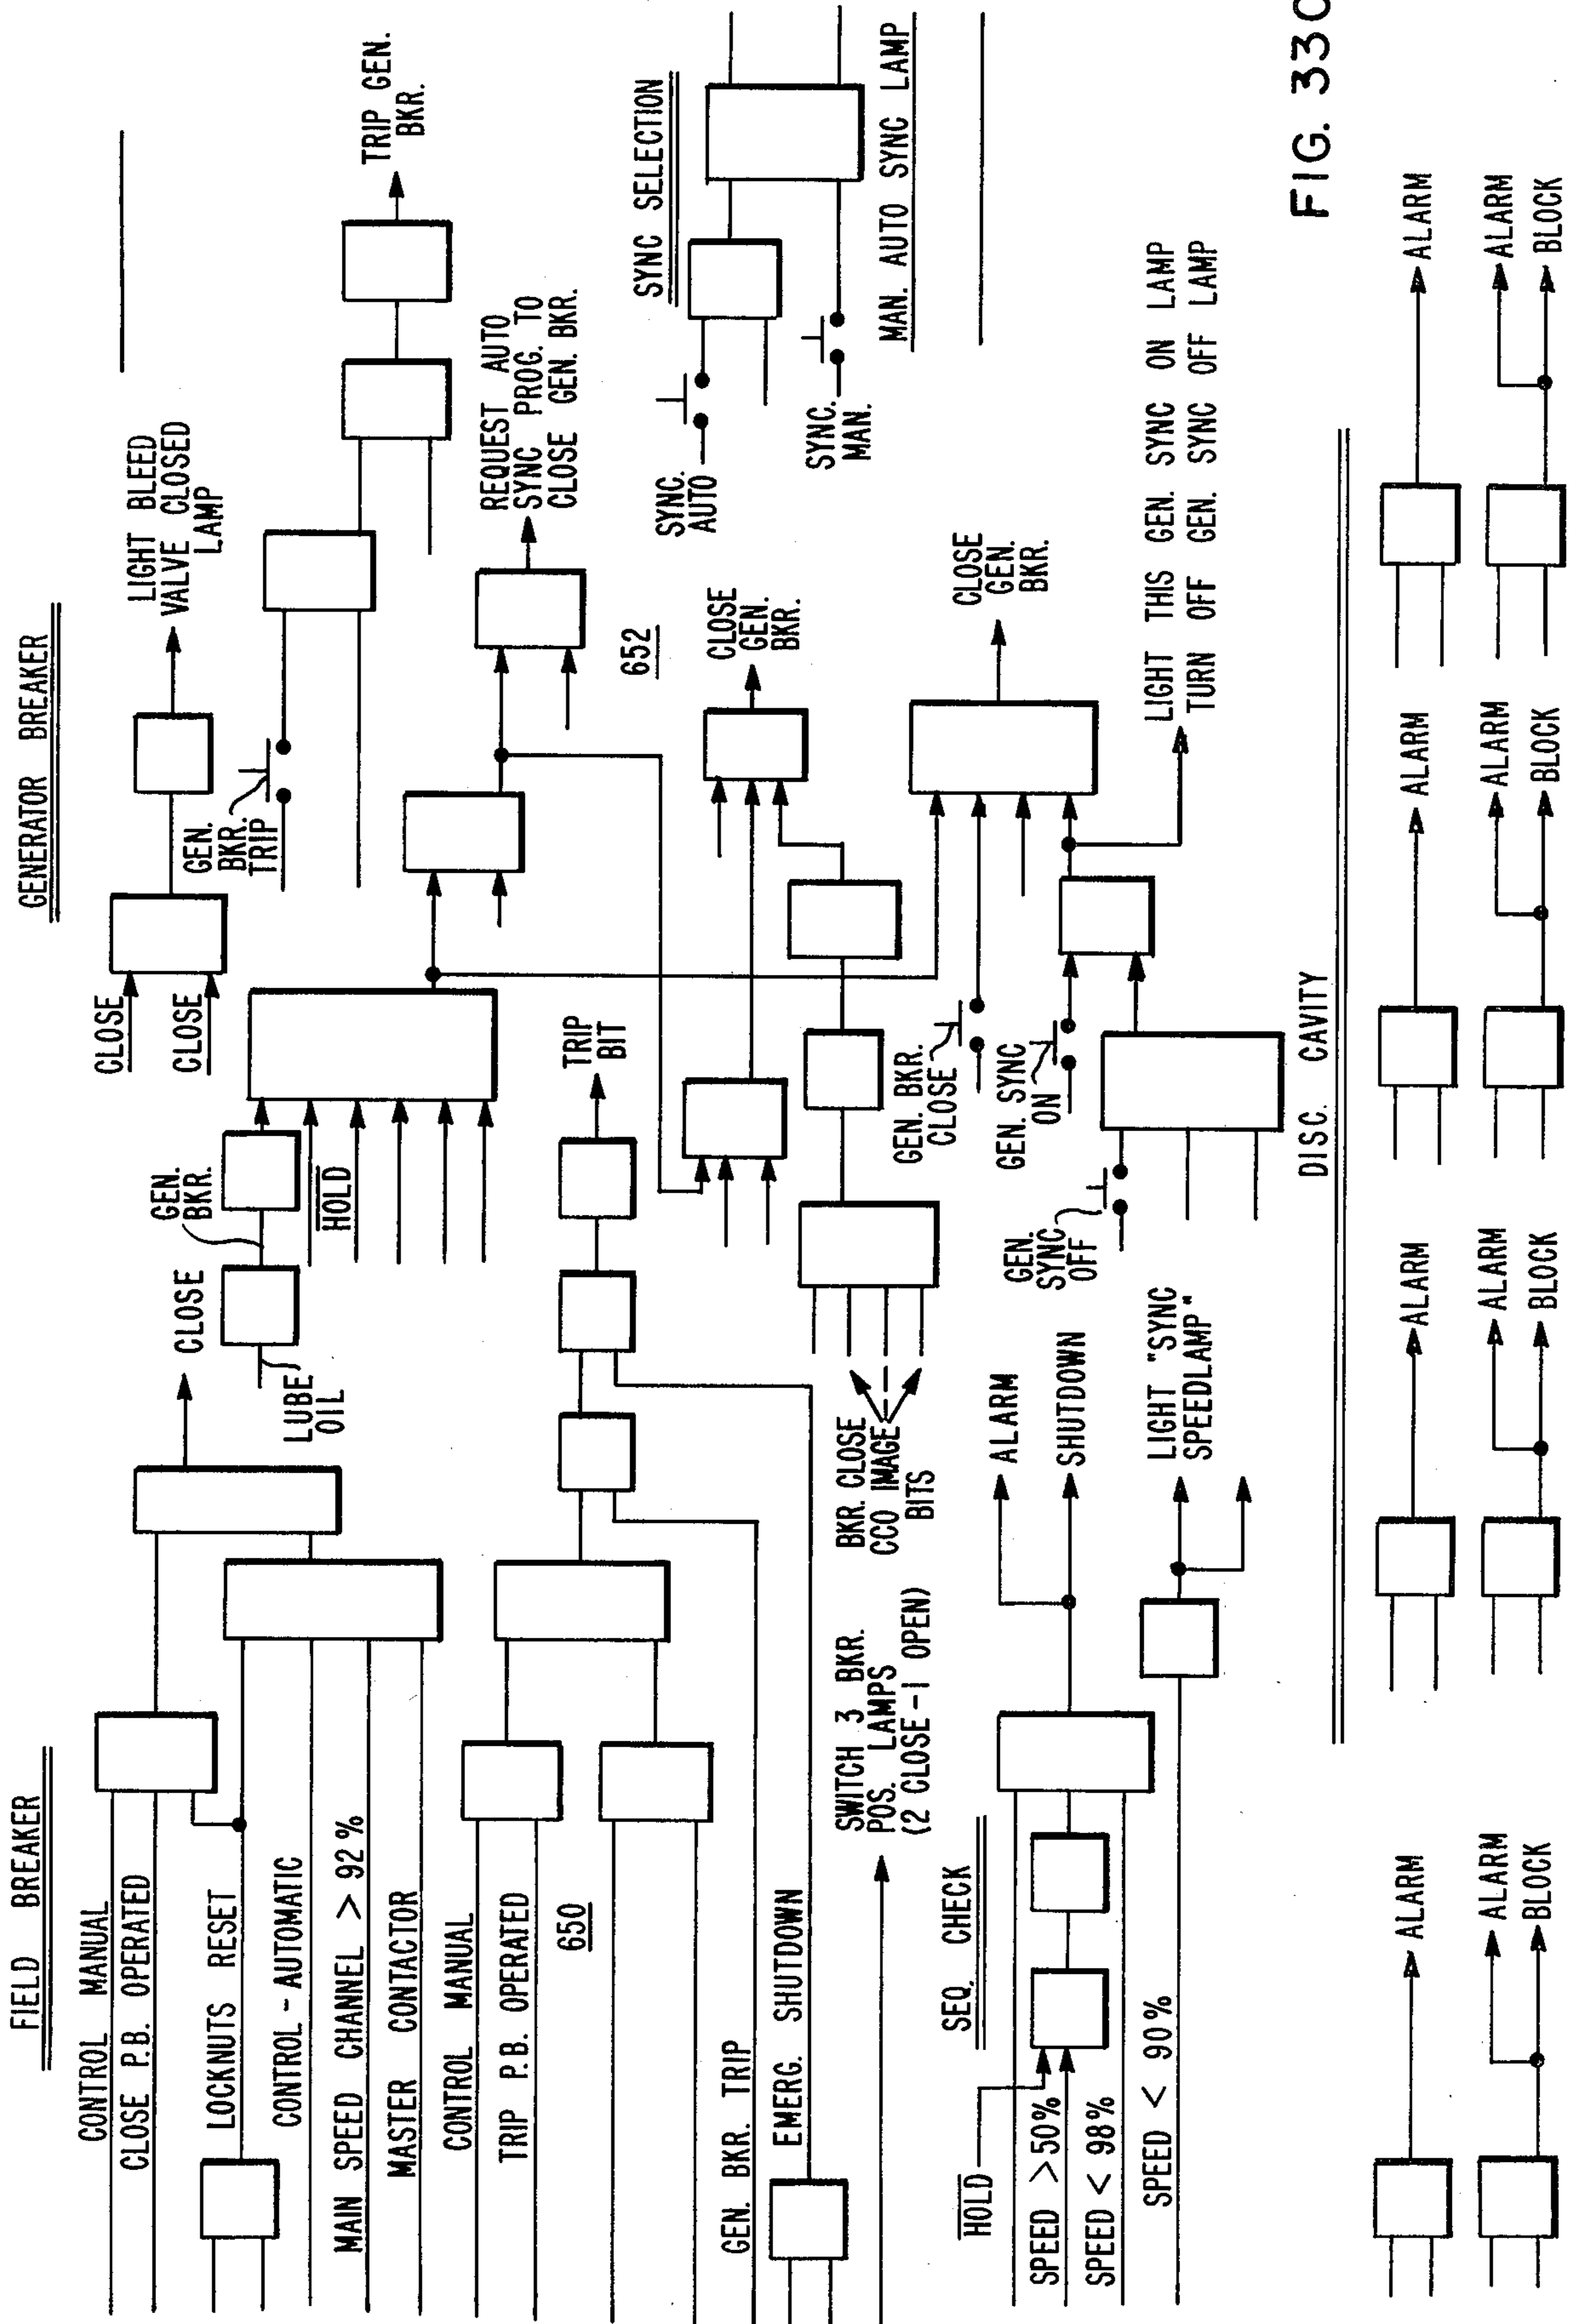 FIELD BREAKER
CONTROL MANUAL
CLOSE P.B. OPERATED
LOCKNUTS RESET
CONTROL - AUTOMATIC
MAIN SPEED CHANNEL > 92 %
MASTER CONTACTOR
CONTROL MANUAL
TRIP P.B. OPERATED
650
GEN. BKR. TRIP
EMERG. SHUTDOWN
SWITCH 3 BKR.
POS. LAMPS
(2 CLOSE - 1 OPEN)
CLOSE
LUBE
OIL
GEN.
BKR.
HOLD
TRIP
BIT
BKR. CLOSE
CCO IMAGE
BITS
GENERATOR BREAKER
CLOSE
CLOSE
LIGHT BLEED
VALVE CLOSED
LAMP
GEN.
BKR.
TRIP
TRIP GEN.
BKR.
REQUEST AUTO
SYNC PROG. TO
CLOSE GEN. BKR.
652
CLOSE
GEN.
BKR.
SYNC SELECTION
SYNC.
AUTO
SYNC.
MAN.
MAN. AUTO SYNC LAMP
GEN. BKR.
CLOSE
GEN. SYNC
ON
GEN.
SYNC
OFF
CLOSE
GEN.
BKR.
LIGHT THIS GEN. SYNC ON LAMP
TURN OFF GEN. SYNC OFF LAMP
SEQ. CHECK
HOLD
SPEED > 50%
SPEED < 98%
SPEED < 90%
ALARM
SHUTDOWN
LIGHT "SYNC
SPEEDLAMP"
DISC. CAVITY
ALARM
ALARM
BLOCK
ALARM
ALARM
BLOCK
ALARM
ALARM
BLOCK
ALARM
ALARM
BLOCK
FIG. 33C